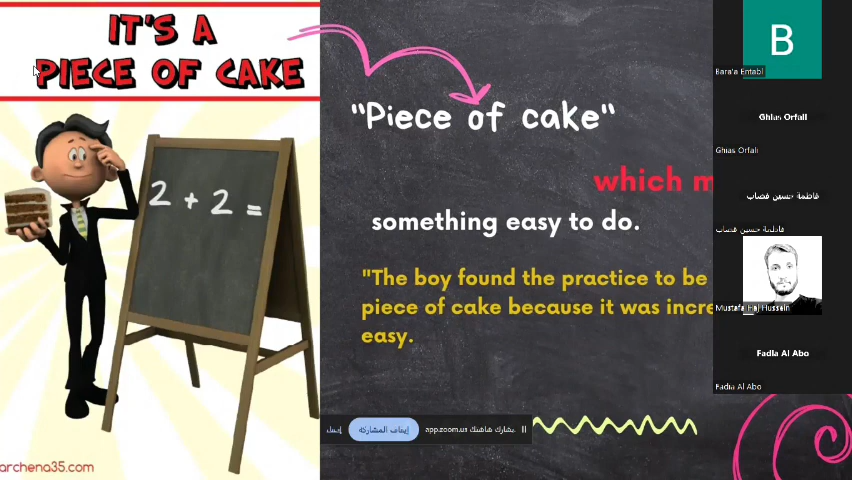 IT'S A
PIECE OF CAKE
2 + 2 =
archena35.com
"Piece of cake"
which m
something easy to do.
"The boy found the practice to be
piece of cake because it was incre
easy.
إيقاف المشاركة
app.zoom.us يشارك شاشتك.
B
Bara'a Entabi
Ghias Orfali
Ghias Orfali
فاطمة حسين قصاب
فاطمة حسين قصاب
Mustafa Haj Hussein
Fadia Al Abo
Fadia Al Abo